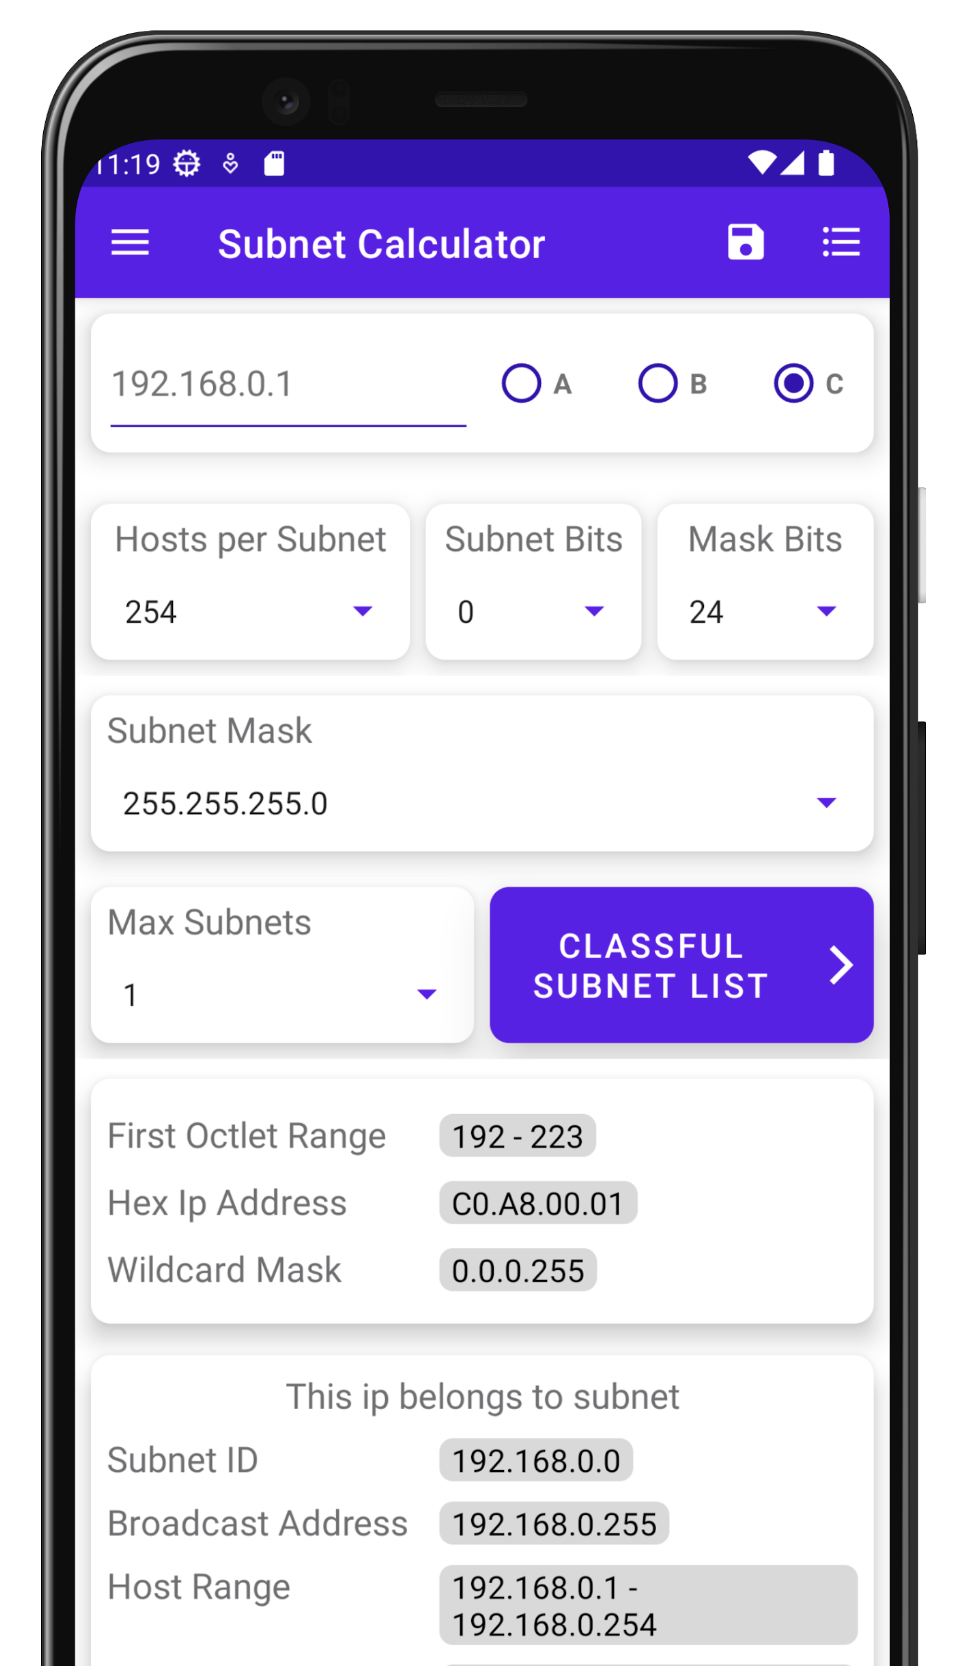 11:19
Subnet Calculator
192.168.0.1 A B C
Hosts per Subnet Subnet Bits Mask Bits
254 0 24
Subnet Mask
255.255.255.0
Max Subnets
1
CLASSFUL
SUBNET LIST
First Octlet Range 192 - 223
Hex Ip Address C0.A8.00.01
Wildcard Mask 0.0.0.255
This ip belongs to subnet
Subnet ID 192.168.0.0
Broadcast Address 192.168.0.255
Host Range 192.168.0.1 -
192.168.0.254